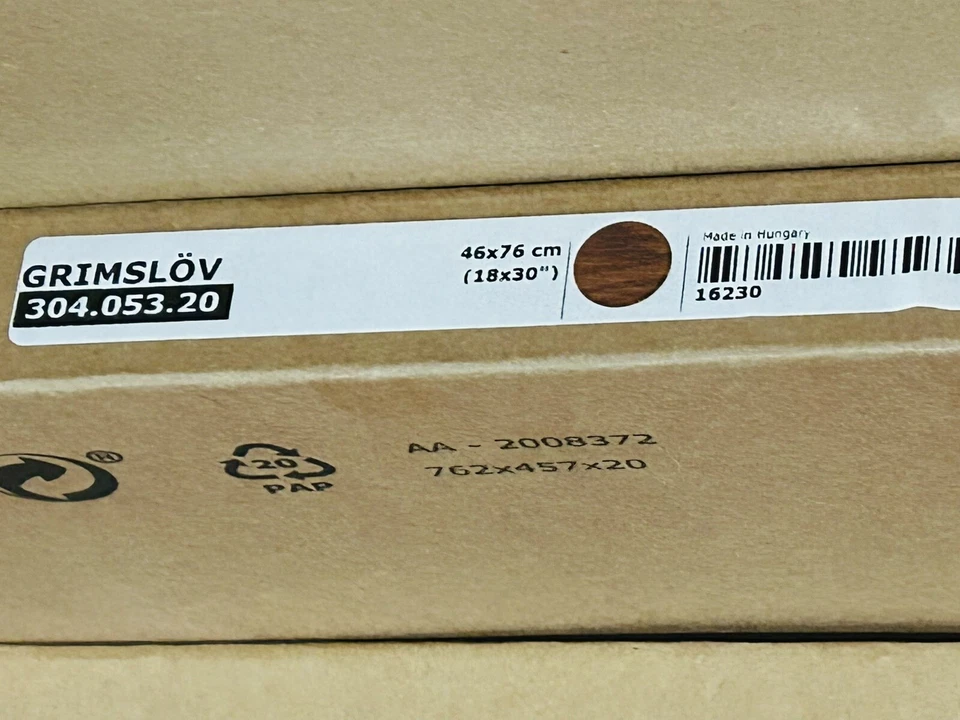 GRIMSLÖV
304.053.20
46x76 cm
(18x30")
Made in Hungary
16230
®
20
PAP
AA - 2008372
762x457x20